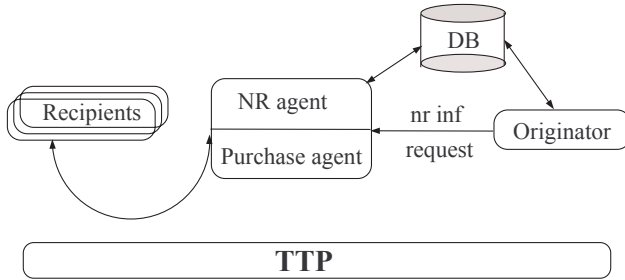 DB
Recipients
NR agent
nr inf
Originator
Purchase agent
request
TTP